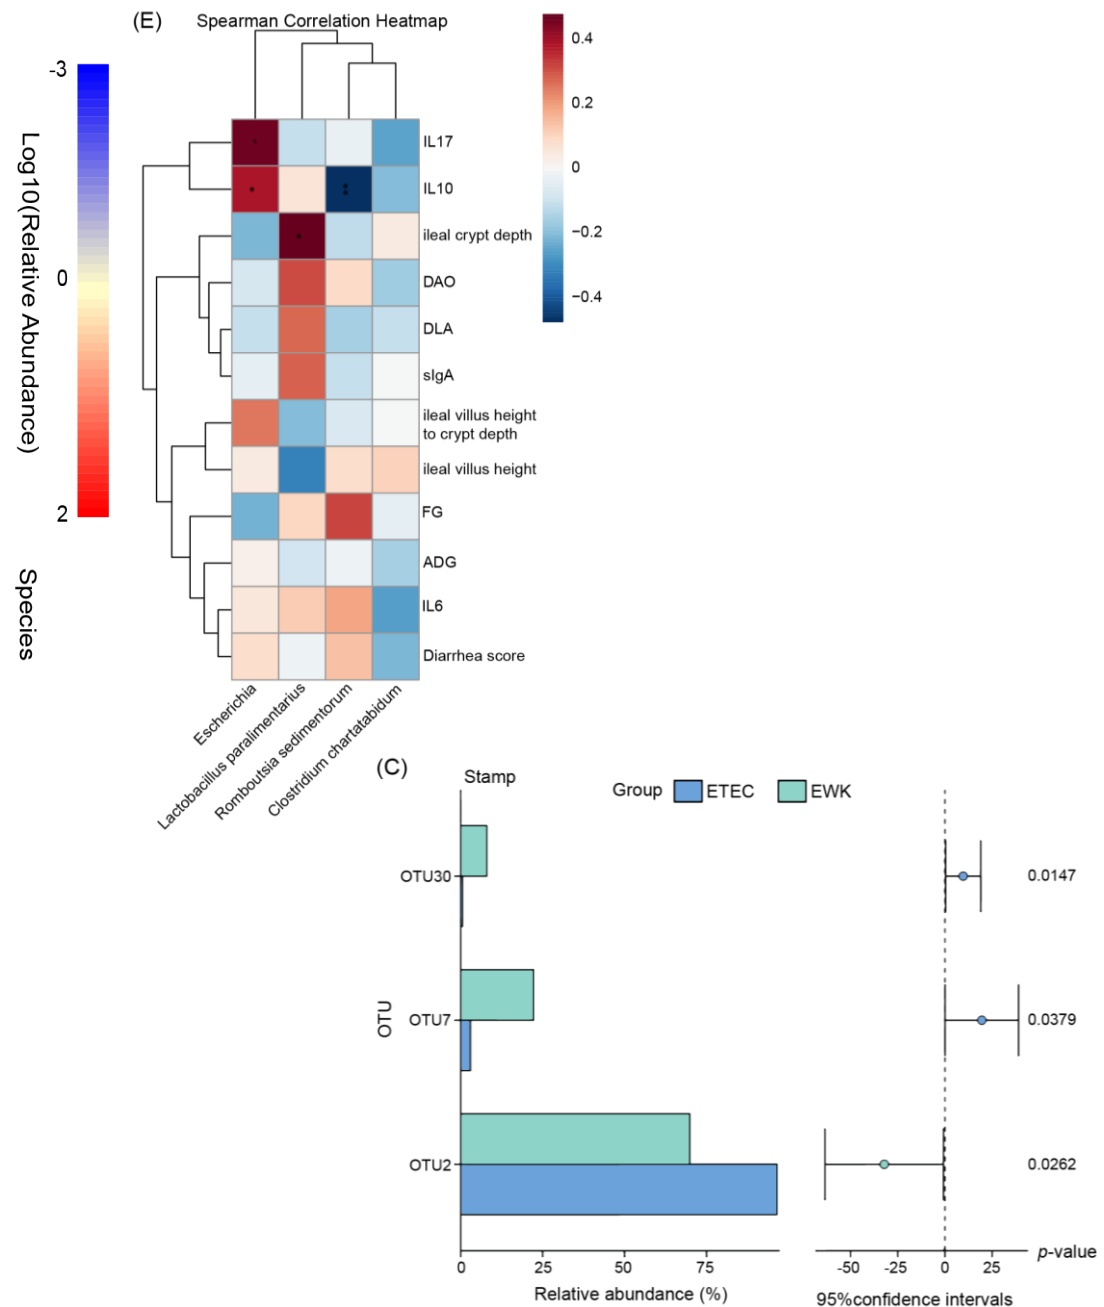 (E)
Spearman Correlation Heatmap
-3
0
2
Log10(Relative Abundance)
Species
0.4
0.2
0
−0.2
−0.4
IL17
IL10
ileal crypt depth
DAO
DLA
sIgA
ileal villus height
to crypt depth
ileal villus height
FG
ADG
IL6
Diarrhea score
Escherichia
Lactobacillus paralimentarius
Romboutsia sedimentorum
Clostridium chartatabidum
(C)
Stamp
Group
ETEC
EWK
OTU
OTU30
OTU7
OTU2
0.0147
0.0379
0.0262
0
25
50
75
-50
-25
0
25
p-value
Relative abundance (%)
95%confidence intervals